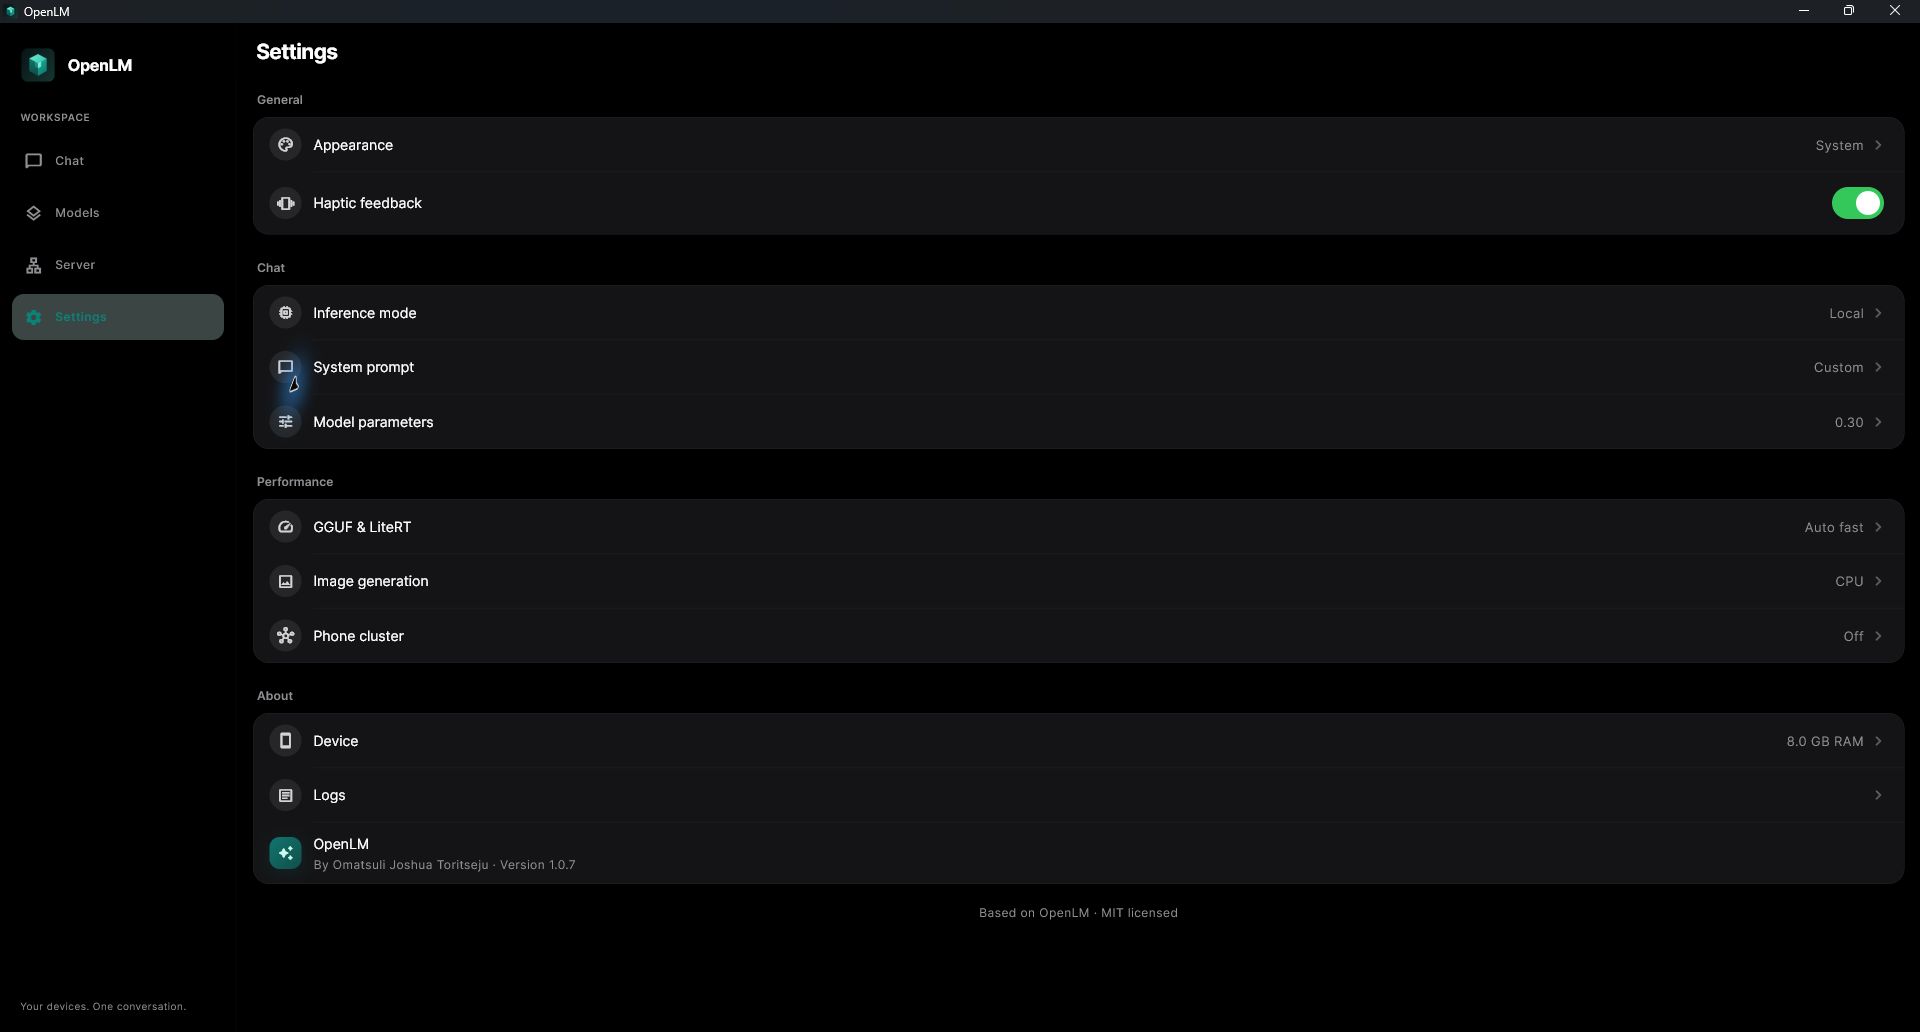 OpenLM
OpenLM
WORKSPACE
Chat
Models
Server
Settings
Your devices. One conversation.
Settings
General
Appearance
System
Haptic feedback
Chat
Inference mode
Local
System prompt
Custom
Model parameters
0.30
Performance
GGUF & LiteRT
Auto fast
Image generation
CPU
Phone cluster
Off
About
Device
8.0 GB RAM
Logs
OpenLM
By Omatsuli Joshua Toritseju · Version 1.0.7
Based on OpenLM · MIT licensed